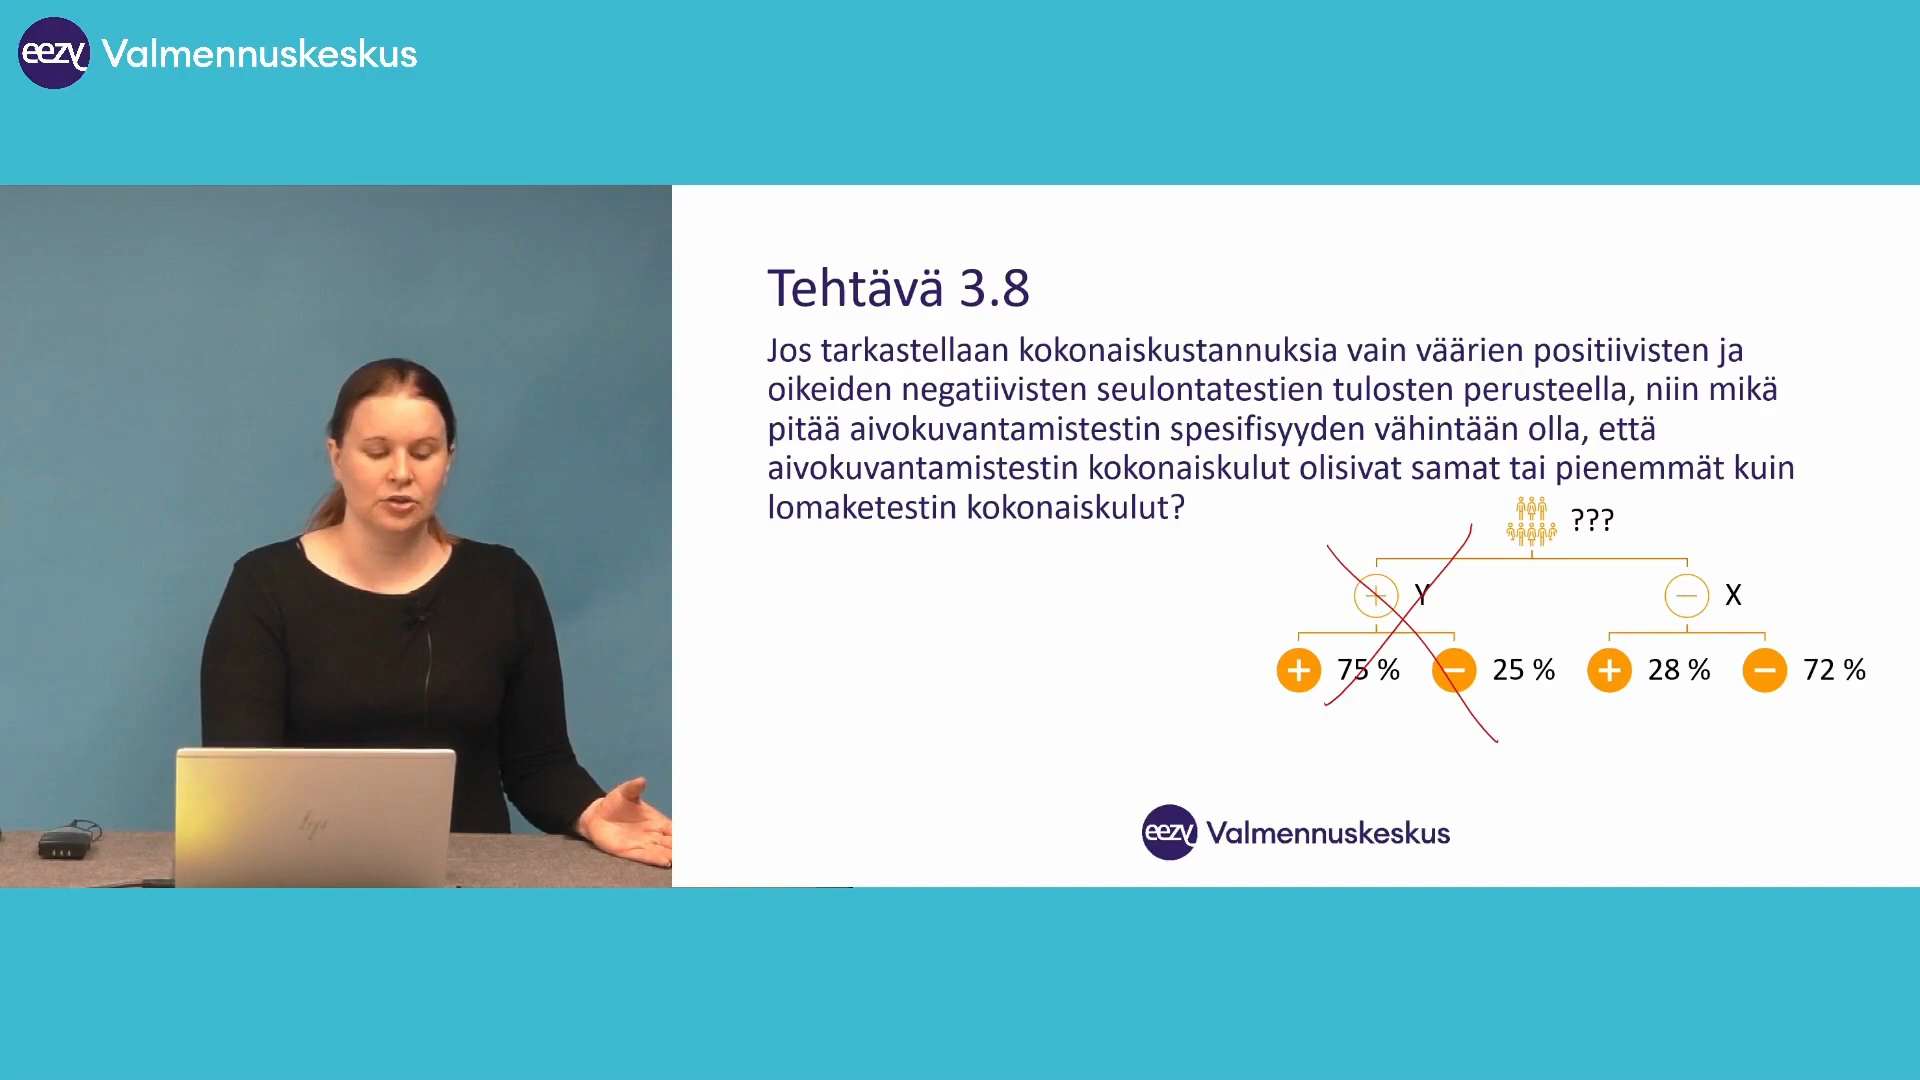 eezy Valmennuskeskus
Tehtävä 3.8
Jos tarkastellaan kokonaiskustannuksia vain väärien positiivisten ja
oikeiden negatiivisten seulontatestien tulosten perusteella, niin mikä
pitää aivokuvantamistestin spesifisyyden vähintään olla, että
aivokuvantamistestin kokonaiskulut olisivat samat tai pienemmät kuin
lomaketestin kokonaiskulut?
???
+ Y − X
+ 75 % − 25 % + 28 % − 72 %
hp
eezy Valmennuskeskus